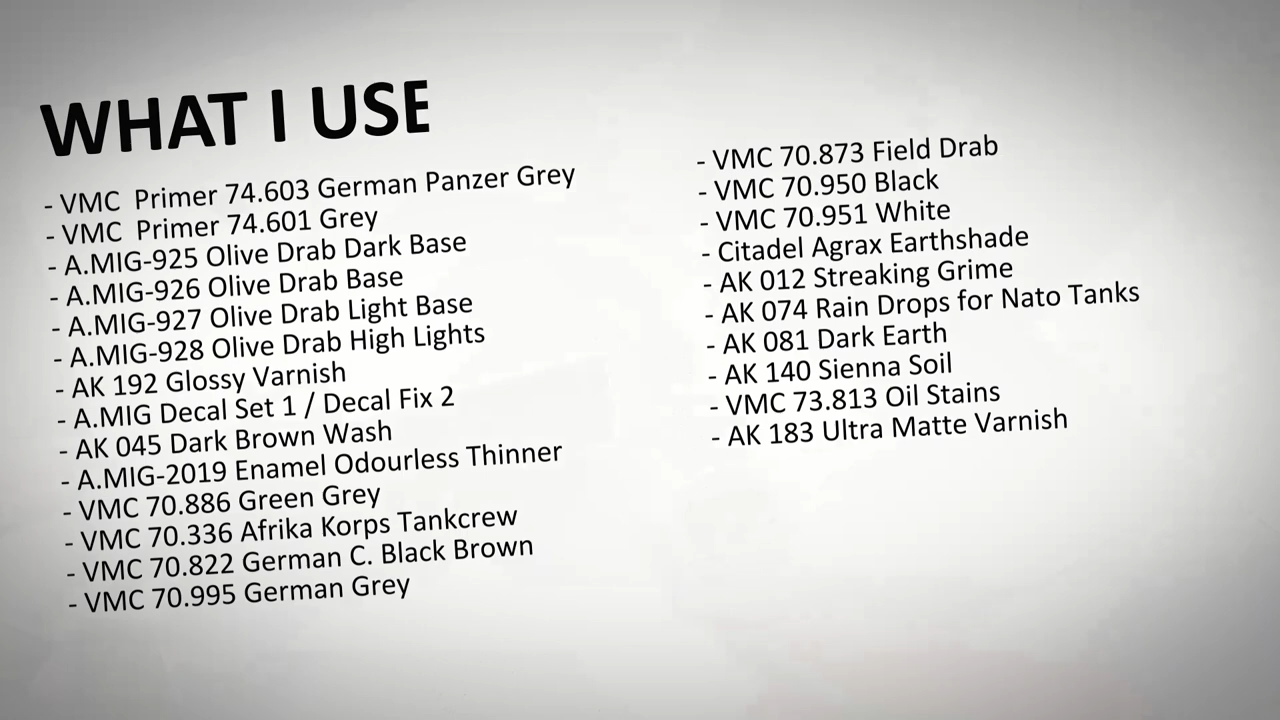 WHAT I USE
- VMC  Primer 74.603 German Panzer Grey
- VMC  Primer 74.601 Grey
- A.MIG-925 Olive Drab Dark Base
- A.MIG-926 Olive Drab Base
- A.MIG-927 Olive Drab Light Base
- A.MIG-928 Olive Drab High Lights
- AK 192 Glossy Varnish
- A.MIG Decal Set 1 / Decal Fix 2
- AK 045 Dark Brown Wash
- A.MIG-2019 Enamel Odourless Thinner
- VMC 70.886 Green Grey
- VMC 70.336 Afrika Korps Tankcrew
- VMC 70.822 German C. Black Brown
- VMC 70.995 German Grey
- VMC 70.873 Field Drab
- VMC 70.950 Black
- VMC 70.951 White
- Citadel Agrax Earthshade
- AK 012 Streaking Grime
- AK 074 Rain Drops for Nato Tanks
- AK 081 Dark Earth
- AK 140 Sienna Soil
- VMC 73.813 Oil Stains
- AK 183 Ultra Matte Varnish